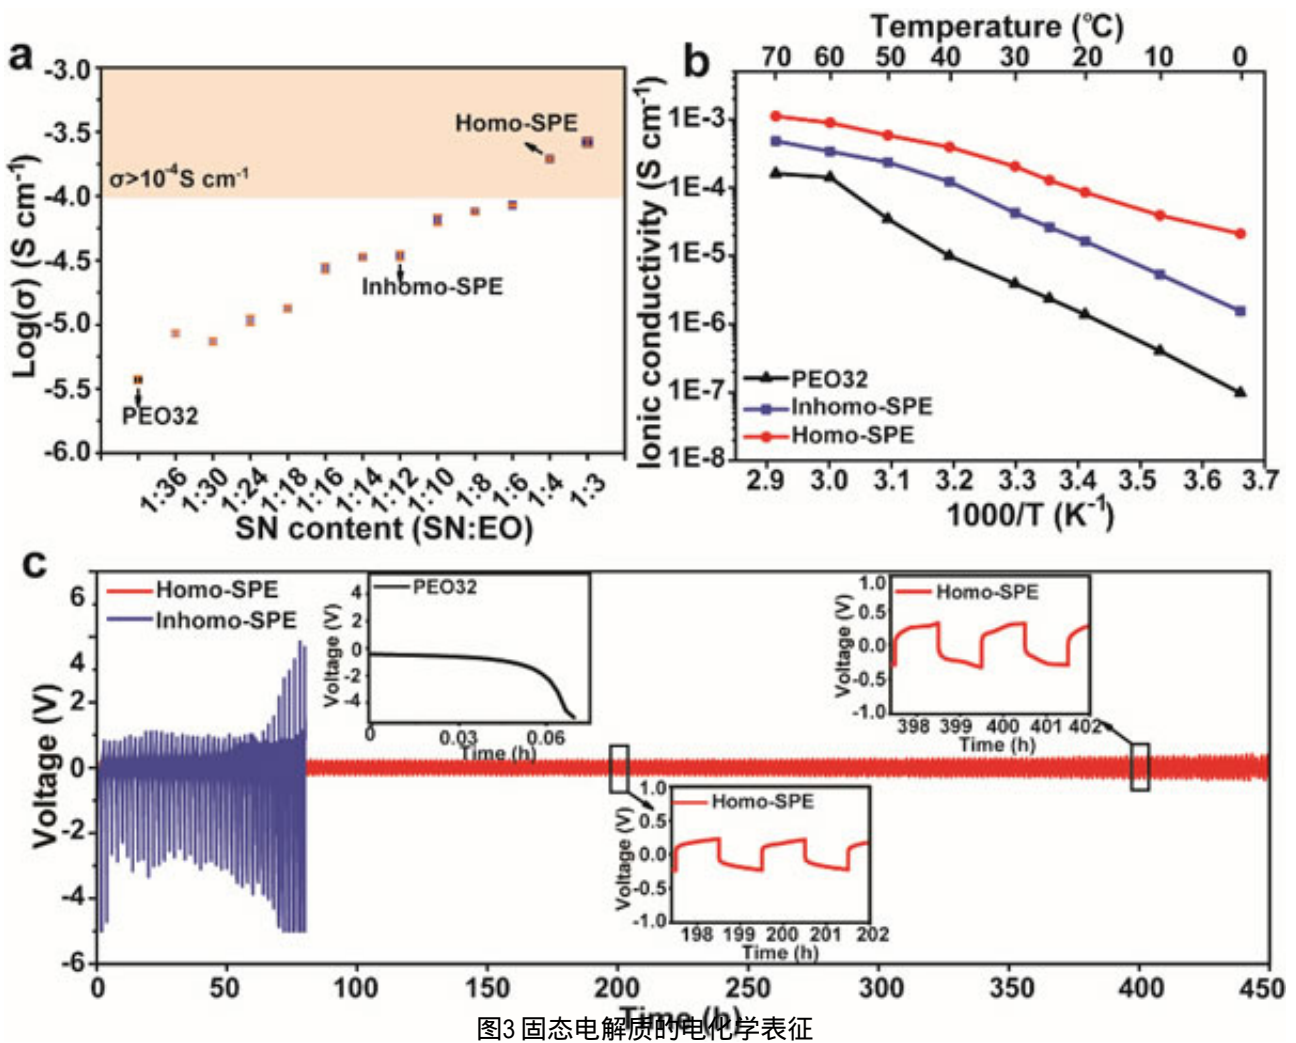 a
-3.0
-3.5
-4.0
-4.5
-5.0
-5.5
-6.0
Log(σ) (S cm⁻¹)
Homo-SPE
σ>10⁻⁴S cm⁻¹
Inhomo-SPE
PEO32
1:36 1:30 1:24 1:18 1:16 1:14 1:12 1:10 1:8 1:6 1:4 1:3
SN content (SN:EO)
b
Temperature (℃)
70 60 50 40 30 20 10 0
1E-3
1E-4
1E-5
1E-6
1E-7
1E-8
Ionic conductivity (S cm⁻¹)
PEO32
Inhomo-SPE
Homo-SPE
2.9 3.0 3.1 3.2 3.3 3.4 3.5 3.6 3.7
1000/T (K⁻¹)
c
6
4
2
0
-2
-4
-6
Voltage (V)
Homo-SPE
Inhomo-SPE
PEO32
4
2
0
-2
-4
Voltage (V)
0 0.03 0.06
Time (h)
Homo-SPE
1.0
0.5
0.0
-0.5
-1.0
Voltage (V)
398 399 400 401 402
Time (h)
Homo-SPE
1.0
0.5
0.0
-0.5
-1.0
Voltage (V)
198 199 200 201 202
Time (h)
0 50 100 150 200 250 300 350 400 450
Time (h)
图3 固态电解质的电化学表征